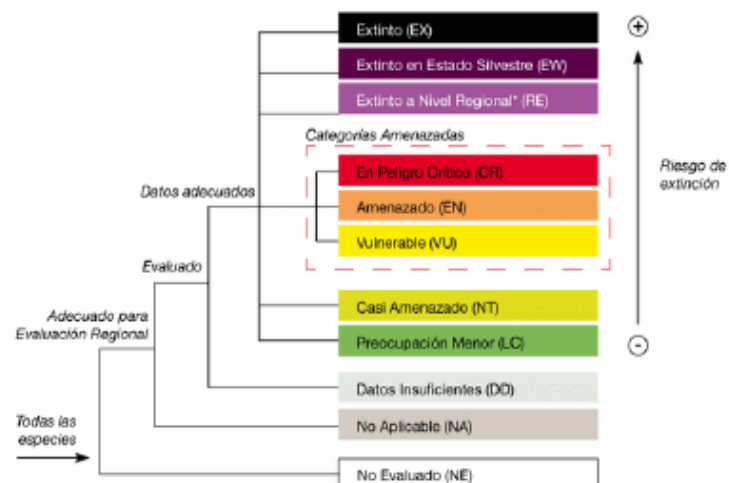 Extinto (EX)
Extinto en Estado Silvestre (EW)
Extinto a Nivel Regional* (RE)
Categorías Amenazadas
En Peligro Crítico (CR)
Riesgo de
extinción
Datos adecuados
Amenazado (EN)
Vulnerable (VU)
Evaluado
Casi Amenazado (NT)
Adecuado para
Evaluación Regional
Preocupación Menor (LC)
Datos Insuficientes (DD)
Todas las
especies
No Aplicable (NA)
No Evaluado (NE)